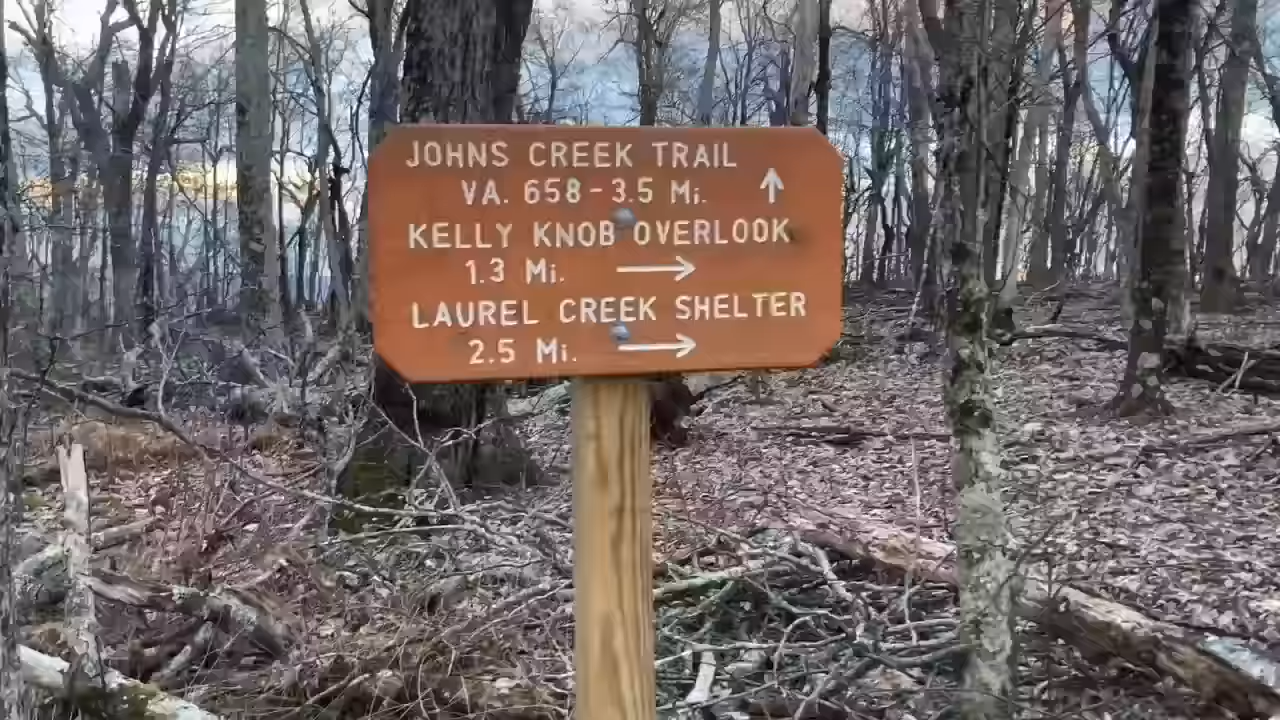 JOHNS CREEK TRAIL
VA. 658-3.5 Mi. ↑
KELLY KNOB OVERLOOK
1.3 Mi. →
LAUREL CREEK SHELTER
2.5 Mi. →